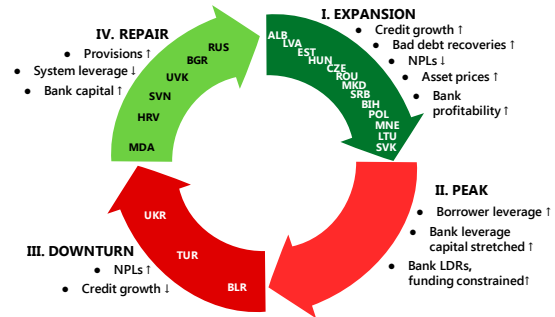 I. EXPANSION
● Credit growth ↑
● Bad debt recoveries ↑
● NPLs ↓
● Asset prices ↑
● Bank
profitability ↑
ALB
LVA
EST
HUN
CZE
ROU
MKD
SRB
BIH
POL
MNE
LTU
SVK
II. PEAK
● Borrower leverage ↑
● Bank leverage
capital stretched ↑
● Bank LDRs,
funding constrained↑
III. DOWNTURN
● NPLs ↑
● Credit growth ↓
BLR
TUR
UKR
IV. REPAIR
● Provisions ↑
● System leverage ↓
● Bank capital ↑
RUS
BGR
UVK
SVN
HRV
MDA